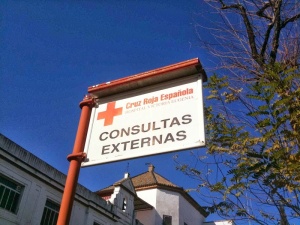 Cruz Roja Española
CONSULTAS
EXTERNAS